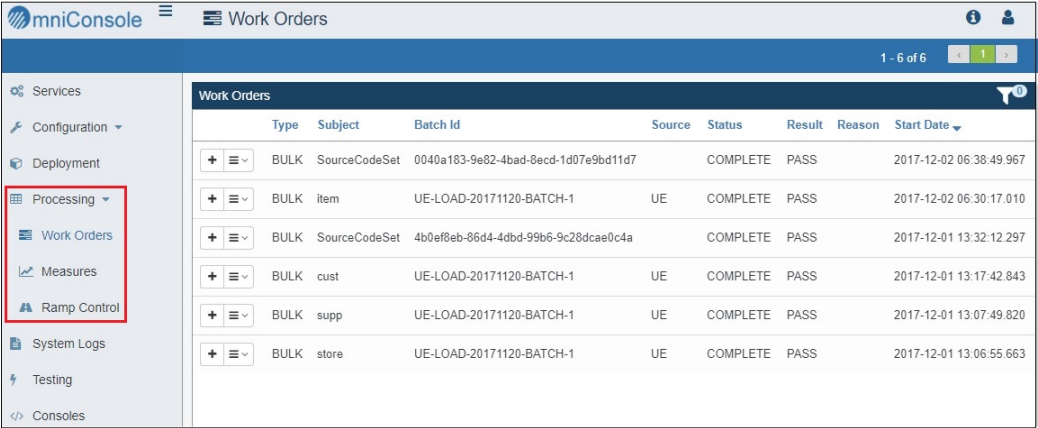 OmniConsole
Work Orders
1 - 6 of 6 ‹ 1 ›
Services
Configuration
Deployment
Processing
Work Orders
Measures
Ramp Control
System Logs
Testing
Consoles
Work Orders 0
Type Subject Batch Id Source Status Result Reason Start Date
BULK SourceCodeSet 0040a183-9e82-4bad-8ecd-1d07e9bd11d7 COMPLETE PASS 2017-12-02 06:38:49.967
BULK item UE-LOAD-20171120-BATCH-1 UE COMPLETE PASS 2017-12-02 06:30:17.010
BULK SourceCodeSet 4b0ef8eb-86d4-4dbd-99b6-9c28dcae0c4a COMPLETE PASS 2017-12-01 13:32:12.297
BULK cust UE-LOAD-20171120-BATCH-1 UE COMPLETE PASS 2017-12-01 13:17:42.843
BULK supp UE-LOAD-20171120-BATCH-1 UE COMPLETE PASS 2017-12-01 13:07:49.820
BULK store UE-LOAD-20171120-BATCH-1 UE COMPLETE PASS 2017-12-01 13:06:55.663